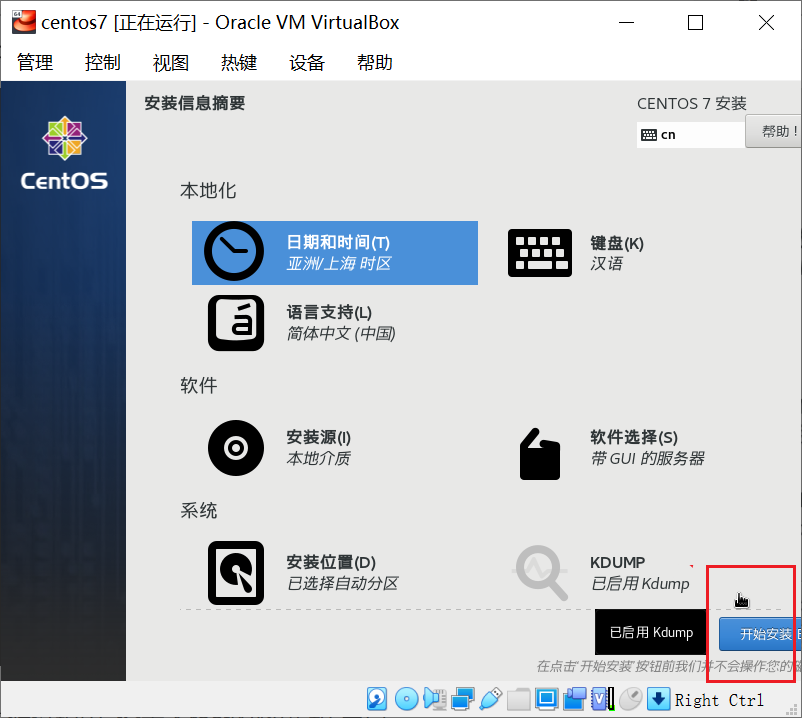 centos7 [正在运行] - Oracle VM VirtualBox
管理 控制 视图 热键 设备 帮助
安装信息摘要
CENTOS 7 安装
cn
帮助！
CentOS
本地化
日期和时间(T)
亚洲/上海 时区
键盘(K)
汉语
语言支持(L)
简体中文 (中国)
软件
安装源(I)
本地介质
软件选择(S)
带 GUI 的服务器
系统
安装位置(D)
已选择自动分区
KDUMP
已启用 Kdump
已启用 Kdump
开始安装
在点击'开始安装'按钮前我们并不会操作您的
Right Ctrl